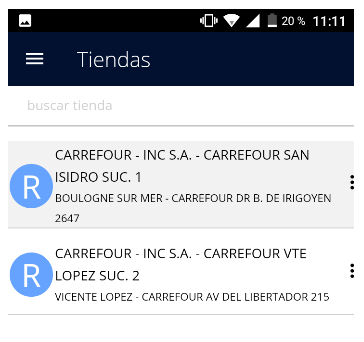 20 % 11:11
Tiendas
buscar tienda
R
CARREFOUR - INC S.A. - CARREFOUR SAN
ISIDRO SUC. 1
BOULOGNE SUR MER - CARREFOUR DR B. DE IRIGOYEN
2647
R
CARREFOUR - INC S.A. - CARREFOUR VTE
LOPEZ SUC. 2
VICENTE LOPEZ - CARREFOUR AV DEL LIBERTADOR 215